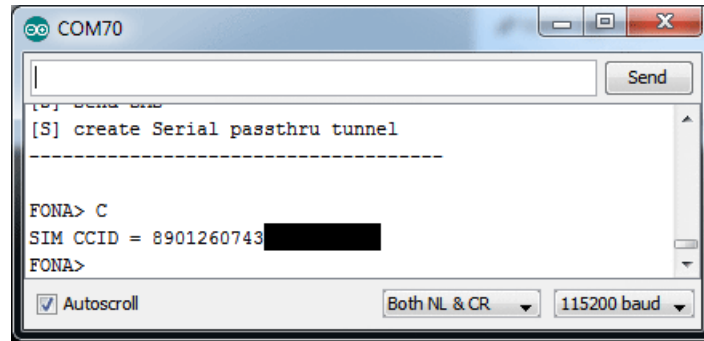 COM70
Send
[S] create Serial passthru tunnel
-------------------------------------
FONA> C
SIM CCID = 8901260743
FONA>
Autoscroll
Both NL & CR
115200 baud